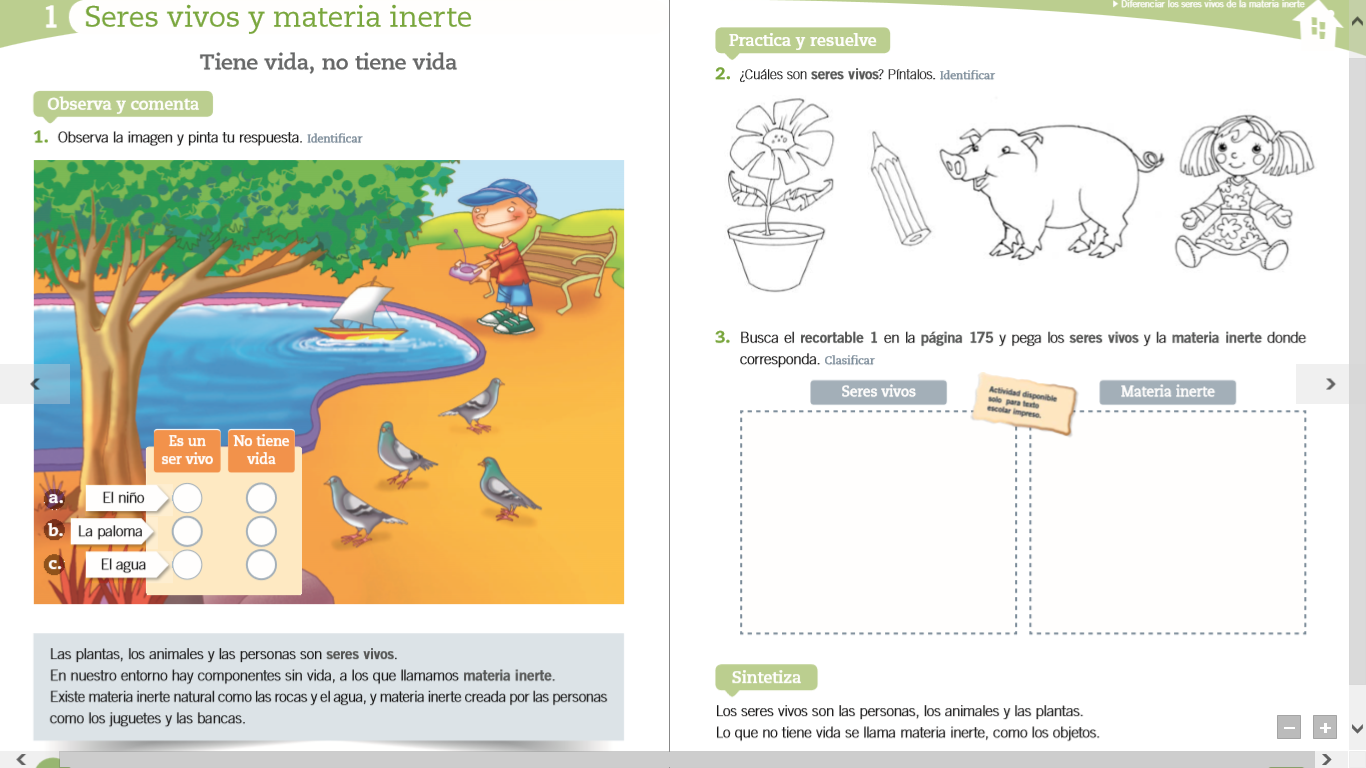 1 Seres vivos y materia inerte
Tiene vida, no tiene vida
Observa y comenta
1. Observa la imagen y pinta tu respuesta. Identificar
Es un
ser vivo
No tiene
vida
a. El niño
b. La paloma
c. El agua
Las plantas, los animales y las personas son seres vivos.
En nuestro entorno hay componentes sin vida, a los que llamamos materia inerte.
Existe materia inerte natural como las rocas y el agua, y materia inerte creada por las personas
como los juguetes y las bancas.
Diferenciar los seres vivos de la materia inerte
Practica y resuelve
2. ¿Cuáles son seres vivos? Píntalos. Identificar
3. Busca el recortable 1 en la página 175 y pega los seres vivos y la materia inerte donde
corresponda. Clasificar
Seres vivos
Actividad disponible
solo para texto
escolar impreso.
Materia inerte
Sintetiza
Los seres vivos son las personas, los animales y las plantas.
Lo que no tiene vida se llama materia inerte, como los objetos.